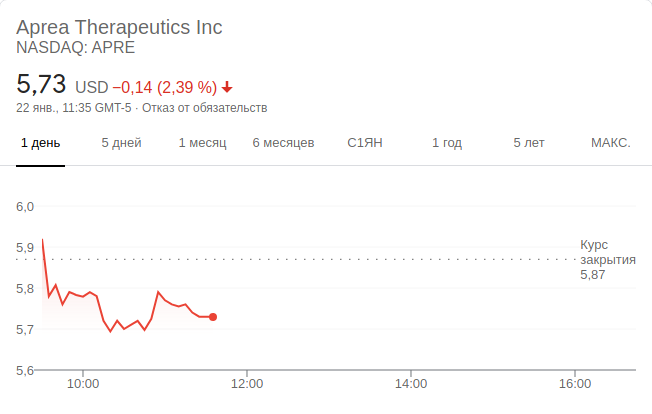 Aprea Therapeutics Inc
NASDAQ: APRE
5,73 USD −0,14 (2,39 %)
22 янв., 11:35 GMT-5 · Отказ от обязательств
1 день 5 дней 1 месяц 6 месяцев С1ЯН 1 год 5 лет МАКС.
6,0
5,9
5,8
5,7
5,6
Курс
закрытия
5,87
10:00 12:00 14:00 16:00